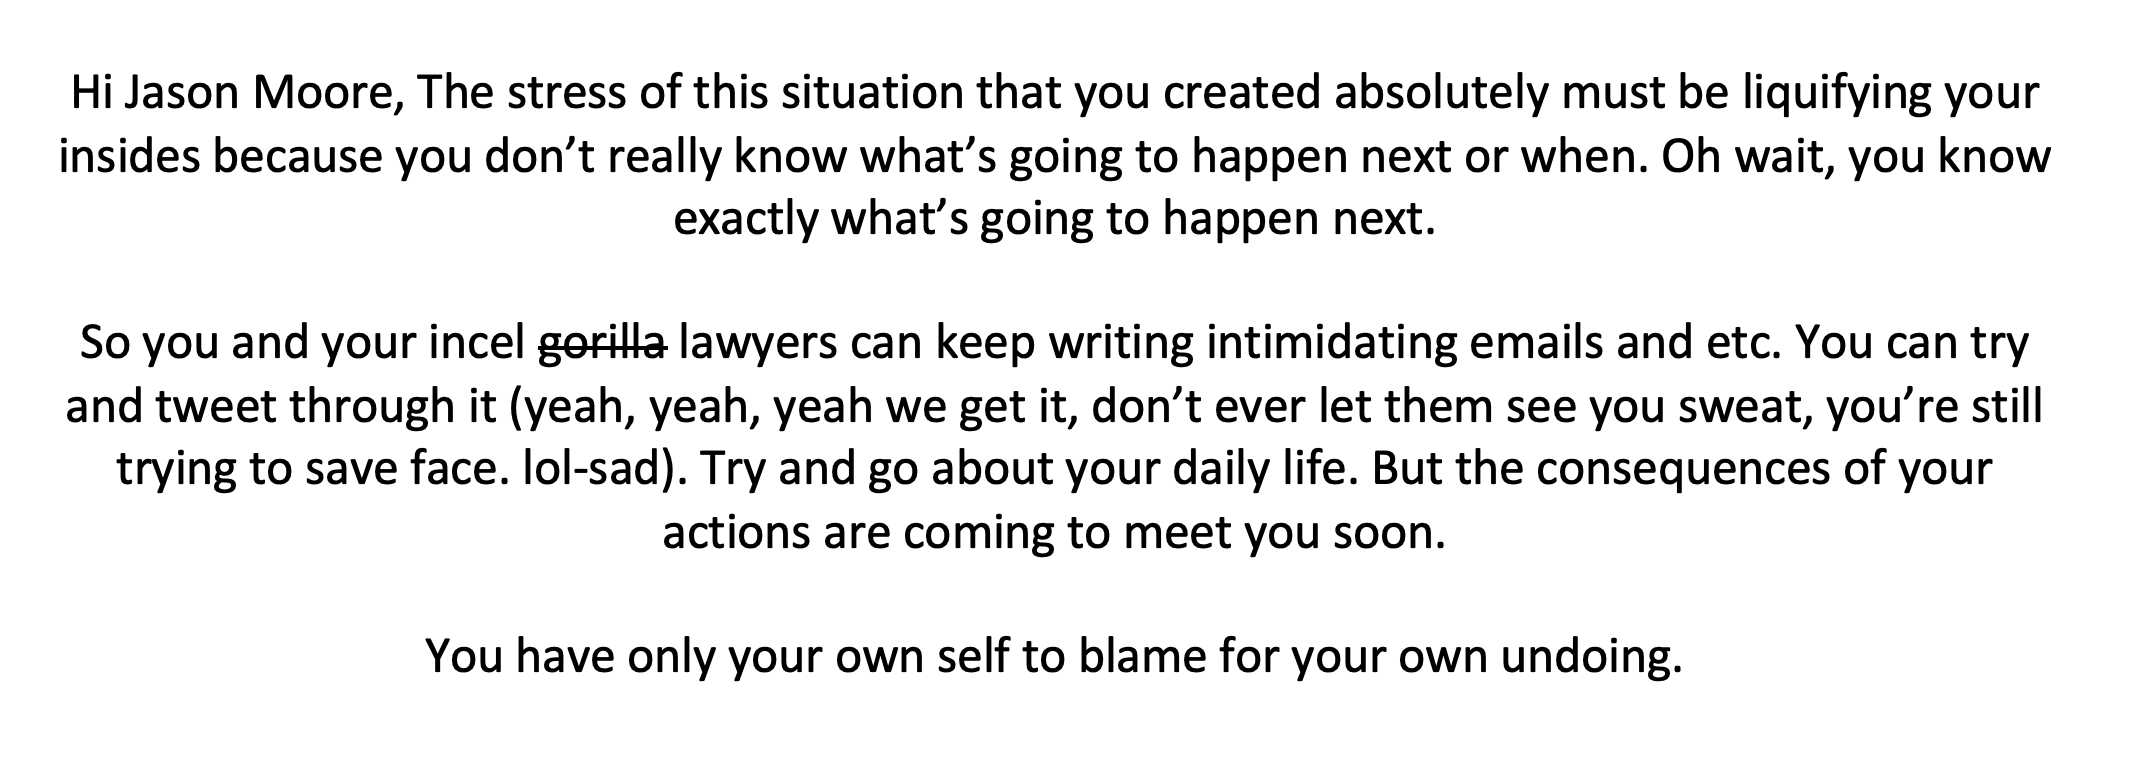 Hi Jason Moore, The stress of this situation that you created absolutely must be liquifying your
insides because you don’t really know what’s going to happen next or when. Oh wait, you know
exactly what’s going to happen next.
So you and your incel gorilla lawyers can keep writing intimidating emails and etc. You can try
and tweet through it (yeah, yeah, yeah we get it, don’t ever let them see you sweat, you’re still
trying to save face. lol-sad). Try and go about your daily life. But the consequences of your
actions are coming to meet you soon.
You have only your own self to blame for your own undoing.